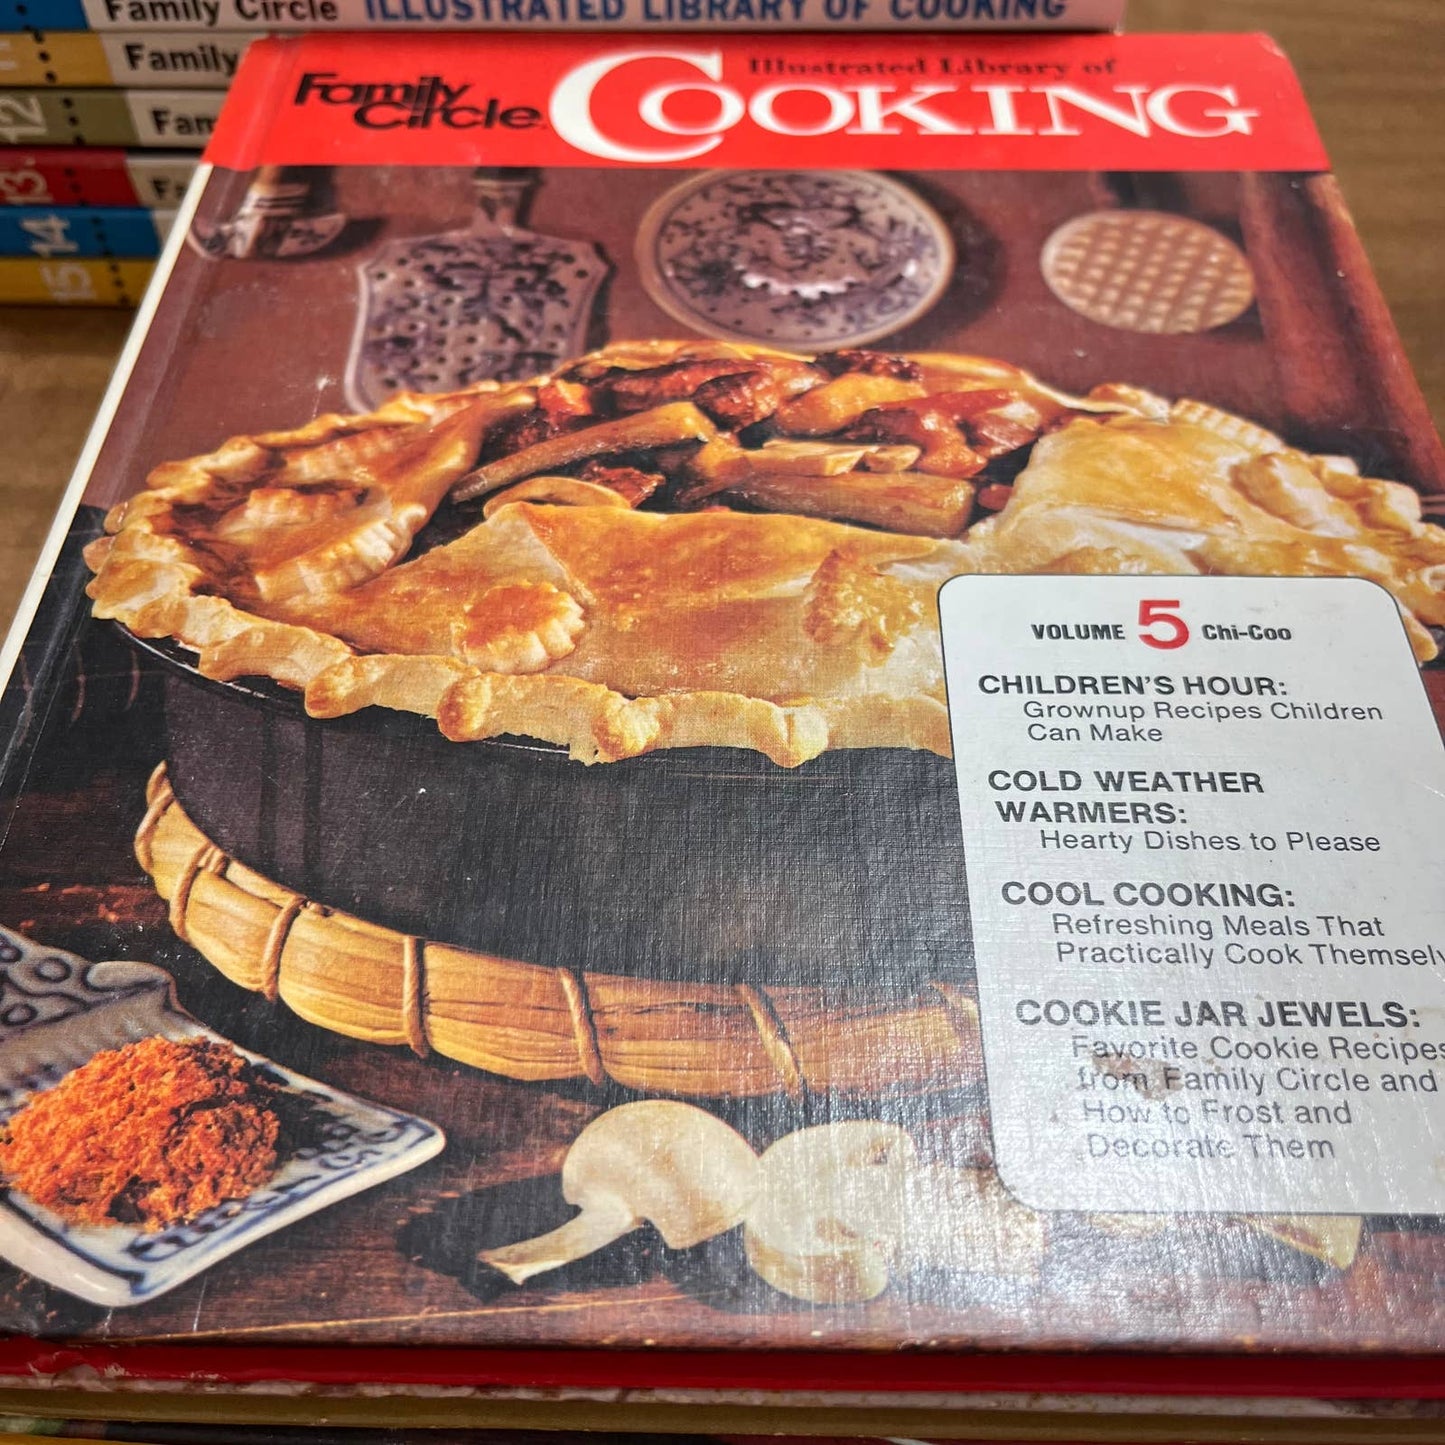 Family Circle ILLUSTRATED LIBRARY OF COOKING
Family
12
Fam
13
Fa
14
15
Family
Circle
Illustrated Library of
COOKING
VOLUME 5 Chi-Coo
CHILDREN'S HOUR:
Grownup Recipes Children
Can Make
COLD WEATHER
WARMERS:
Hearty Dishes to Please
COOL COOKING:
Refreshing Meals That
Practically Cook Themselv
COOKIE JAR JEWELS:
Favorite Cookie Recipes
from Family Circle and
How to Frost and
Decorate Them